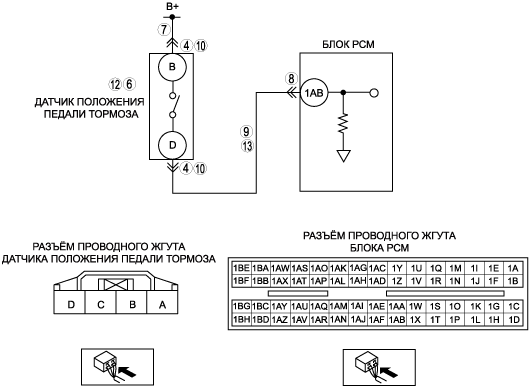 B+
7
4 10
B
12 6
ДАТЧИК ПОЛОЖЕНИЯ
ПЕДАЛИ ТОРМОЗА
D
4 10
9
13
БЛОК PCM
8
1AB
РАЗЪЁМ ПРОВОДНОГО ЖГУТА
ДАТЧИКА ПОЛОЖЕНИЯ ПЕДАЛИ ТОРМОЗА
D C B A
РАЗЪЁМ ПРОВОДНОГО ЖГУТА
БЛОКА PCM
1BE 1BA 1AW 1AS 1AO 1AK 1AG 1AC 1Y 1U 1Q 1M 1I 1E 1A
1BF 1BB 1AX 1AT 1AP 1AL 1AH 1AD 1Z 1V 1R 1N 1J 1F 1B
1BG 1BC 1AY 1AU 1AQ 1AM 1AI 1AE 1AA 1W 1S 1O 1K 1G 1C
1BH 1BD 1AZ 1AV 1AR 1AN 1AJ 1AF 1AB 1X 1T 1P 1L 1H 1D